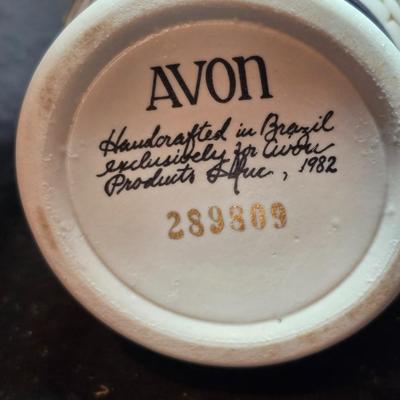 AVON
Handcrafted in Brazil
exclusively for Avon
Products Inc., 1982
289809